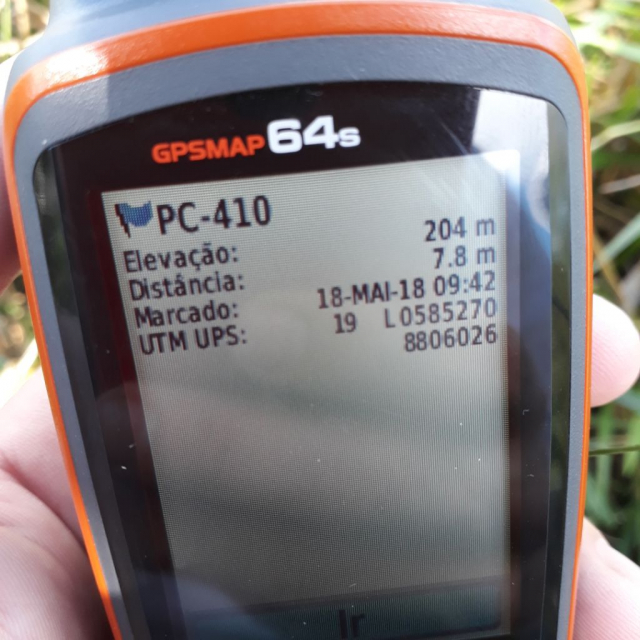 GPSMAP 64s
PC-410
Elevação: 204 m
Distância: 7.8 m
Marcado: 18-MAI-18 09:42
UTM UPS: 19 L 0585270
8806026
Ir